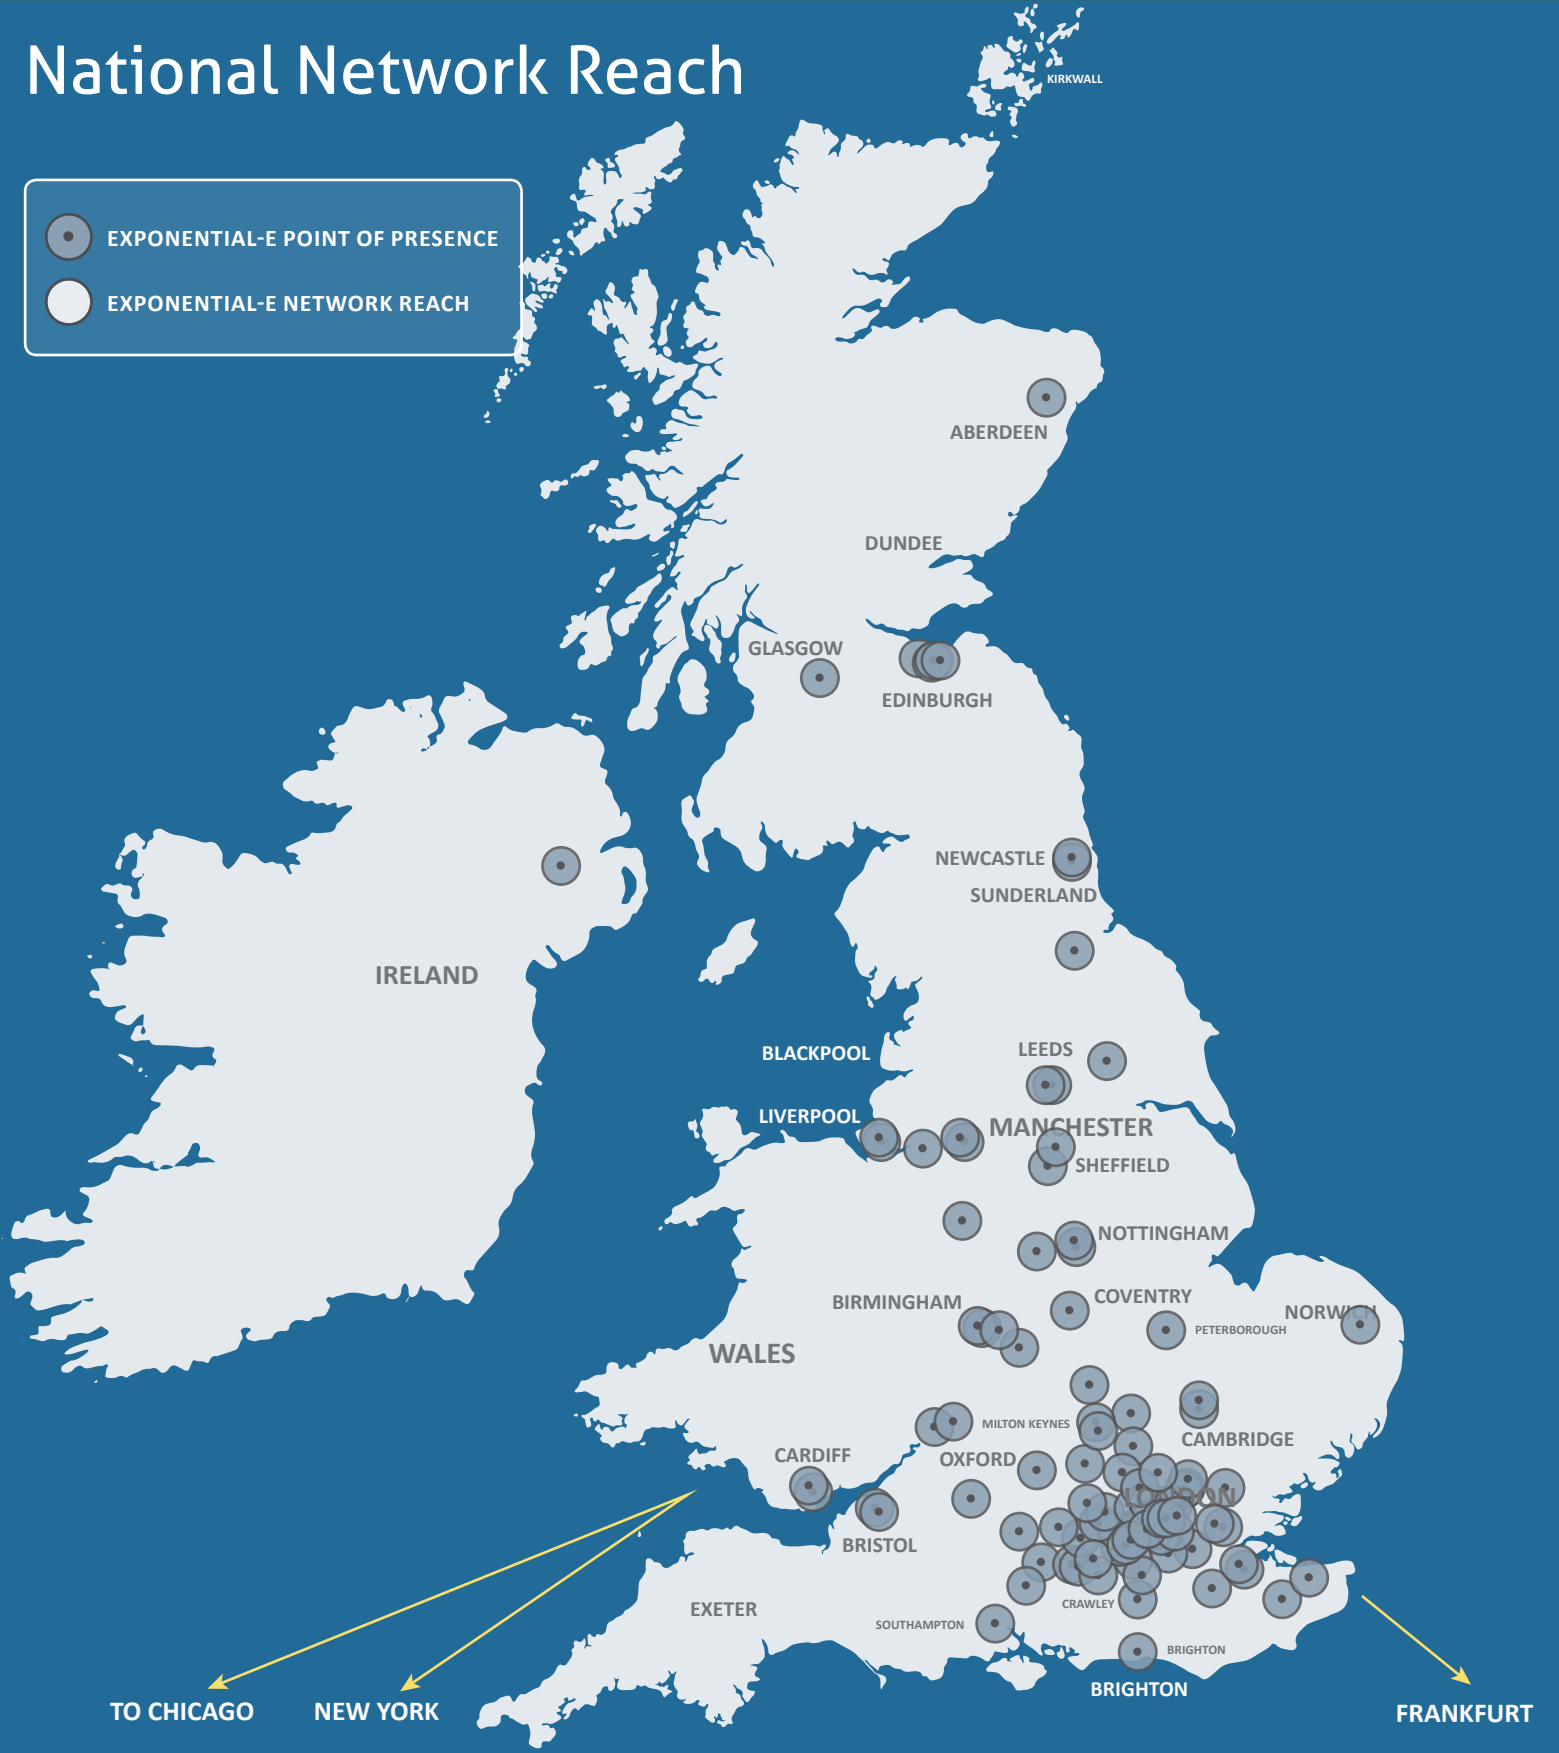 National Network Reach
KIRKWALL
EXPONENTIAL-E POINT OF PRESENCE
EXPONENTIAL-E NETWORK REACH
ABERDEEN
DUNDEE
GLASGOW
EDINBURGH
NEWCASTLE
SUNDERLAND
IRELAND
LEEDS
BLACKPOOL
LIVERPOOL
MANCHESTER
SHEFFIELD
NOTTINGHAM
COVENTRY
BIRMINGHAM
NORWICH
PETERBOROUGH
WALES
MILTON KEYNES
CAMBRIDGE
CARDIFF
OXFORD
LONDON
BRISTOL
CRAWLEY
EXETER
SOUTHAMPTON
BRIGHTON
BRIGHTON
TO CHICAGO
NEW YORK
FRANKFURT